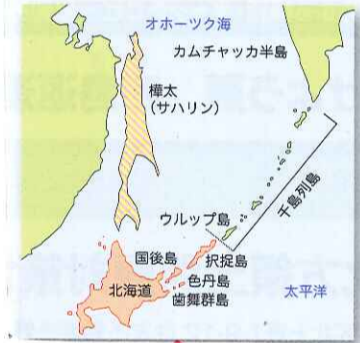 オホーツク海
カムチャッカ半島
樺太
(サハリン)
千島列島
ウルップ島
国後島
択捉島
北海道
色丹島
歯舞群島
太平洋